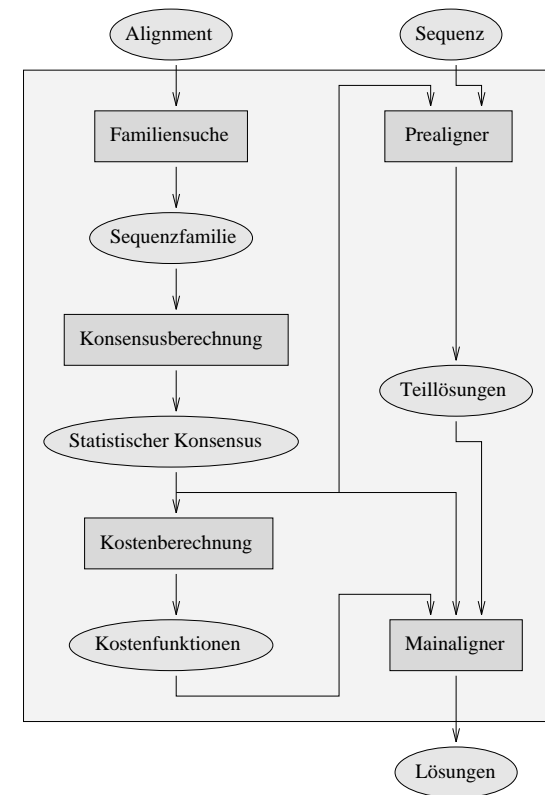 Alignment
Sequenz
Familiensuche
Prealigner
Sequenzfamilie
Konsensusberechnung
Teillösungen
Statistischer Konsensus
Kostenberechnung
Kostenfunktionen
Mainaligner
Lösungen